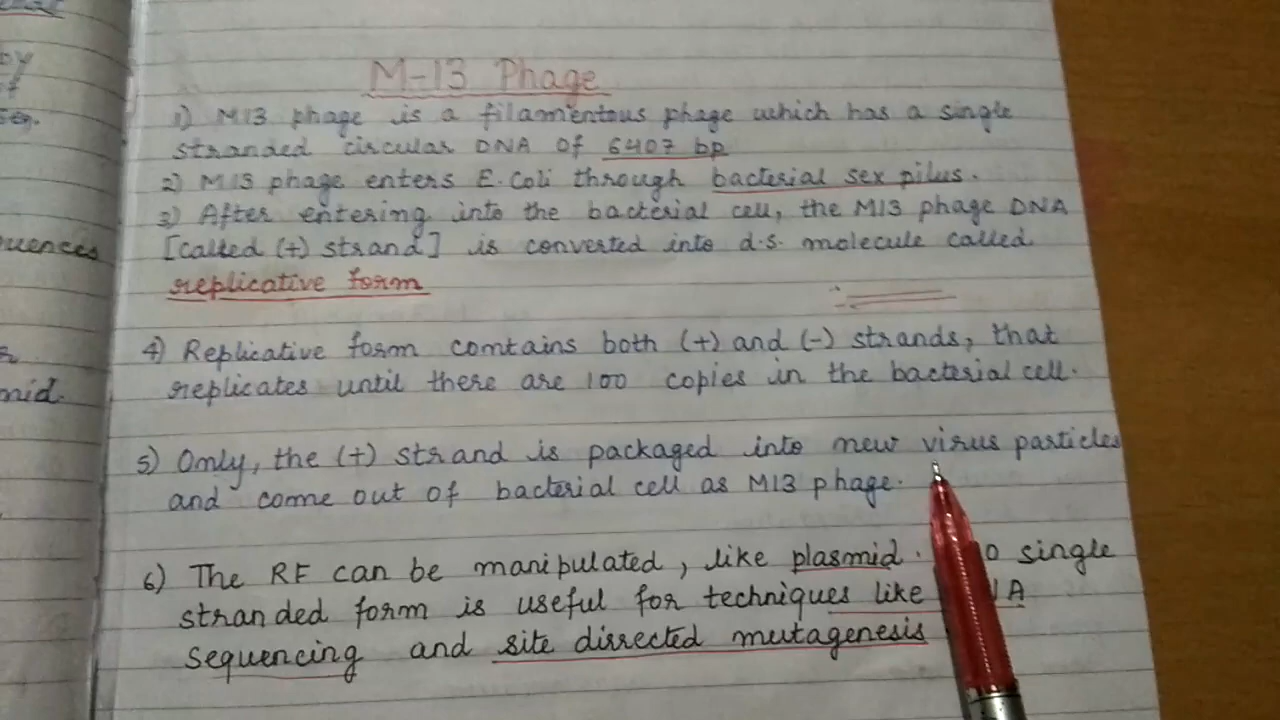 M-13 Phage
1) M13 phage is a filamentous phage which has a single
stranded circular DNA of 6407 bp
2) M13 phage enters E. Coli through bacterial sex pilus.
3) After entering into the bacterial cell, the M13 phage DNA
[called (+) strand] is converted into d.s. molecule called
replicative form
4) Replicative form contains both (+) and (-) strands, that
replicates until there are 100 copies in the bacterial cell.
5) Only, the (+) strand is packaged into new virus particles
and come out of bacterial cell as M13 phage.
6) The RF can be manipulated, like plasmid. single
stranded form is useful for techniques like
Sequencing and site dirrected mutagenesis
uences
mid.